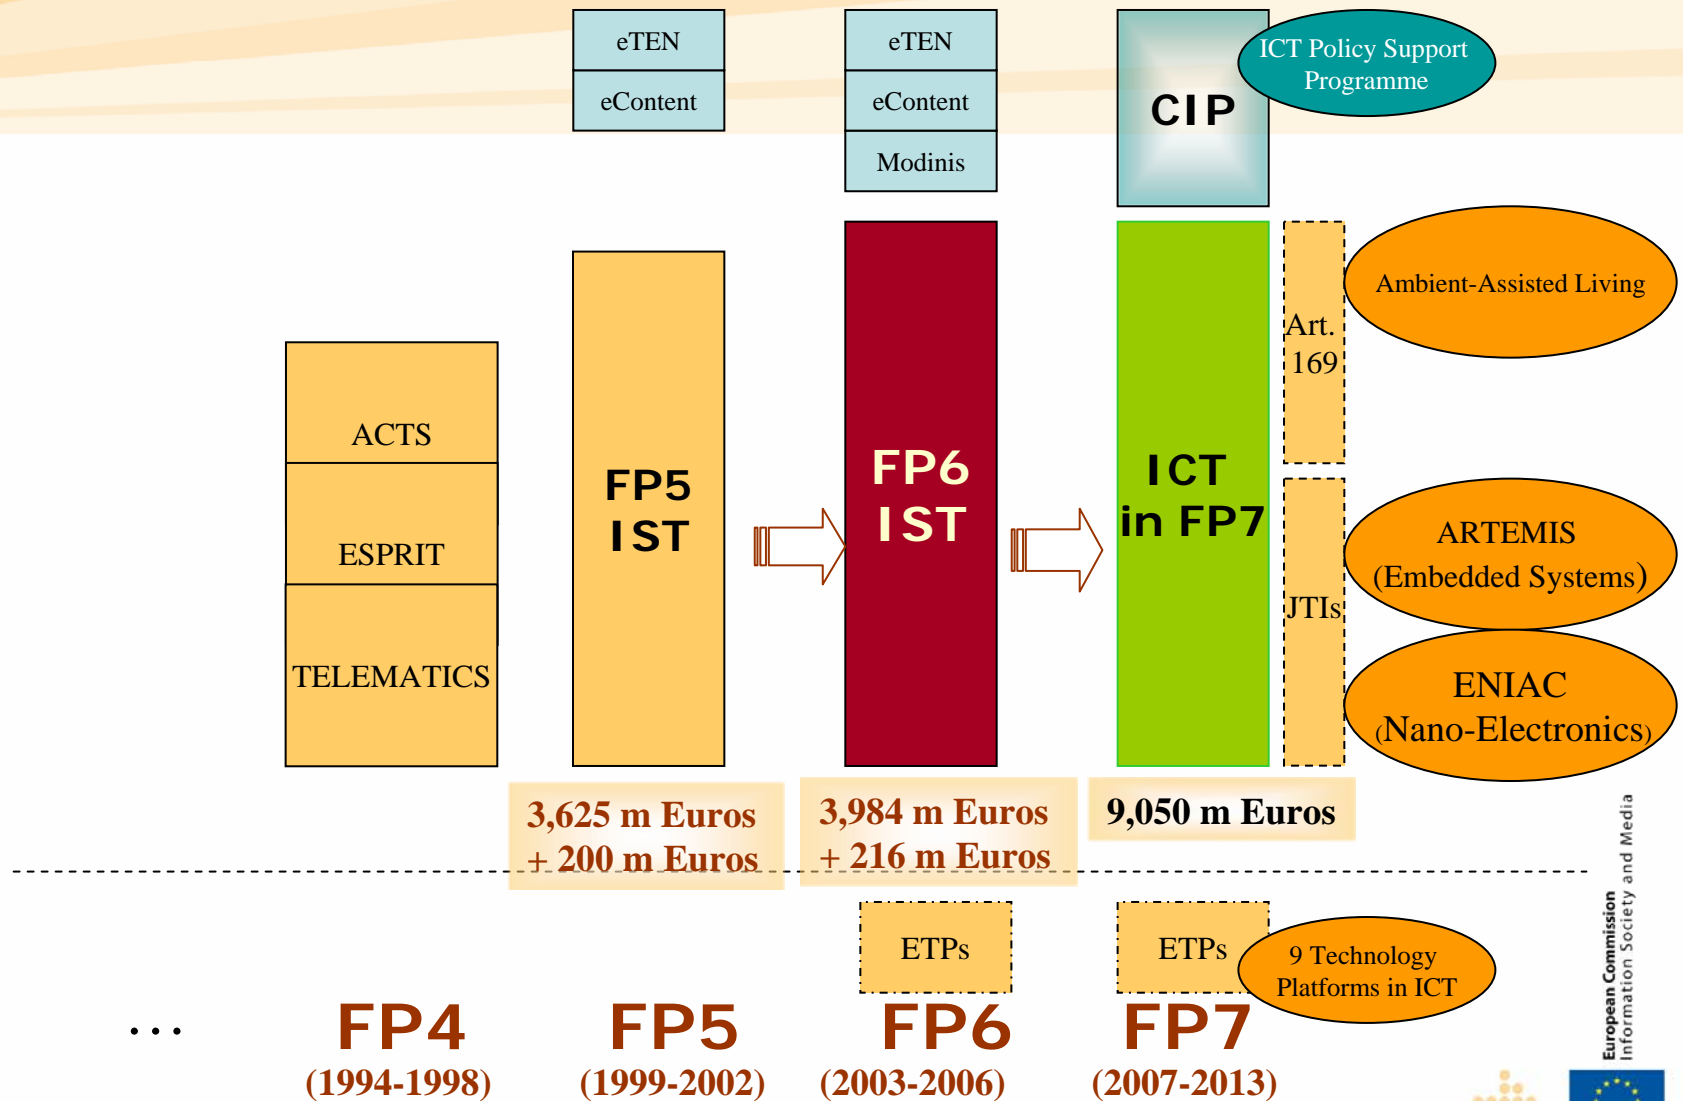 eTEN
eContent
eTEN
eContent
Modinis
CIP
ICT Policy Support
Programme
ACTS
ESPRIT
TELEMATICS
FP5
IST
FP6
IST
ICT
in FP7
Art.
169
JTIs
Ambient-Assisted Living
ARTEMIS
(Embedded Systems)
ENIAC
(Nano-Electronics)
3,625 m Euros
+ 200 m Euros
3,984 m Euros
+ 216 m Euros
9,050 m Euros
ETPs
ETPs
9 Technology
Platforms in ICT
...
FP4
(1994-1998)
FP5
(1999-2002)
FP6
(2003-2006)
FP7
(2007-2013)
European Commission
Information Society and Media